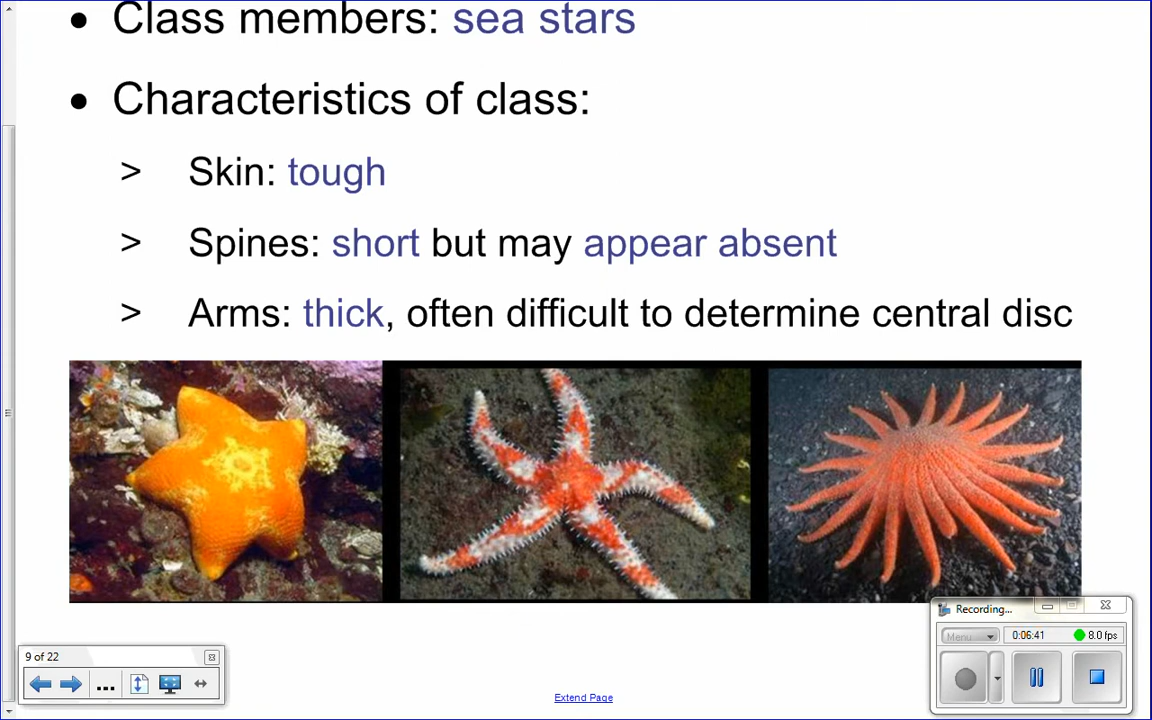 • Class members: sea stars
• Characteristics of class:
> Skin: tough
> Spines: short but may appear absent
> Arms: thick, often difficult to determine central disc
Recording...
Menu
0:06:41
8.0 fps
9 of 22
...
Extend Page